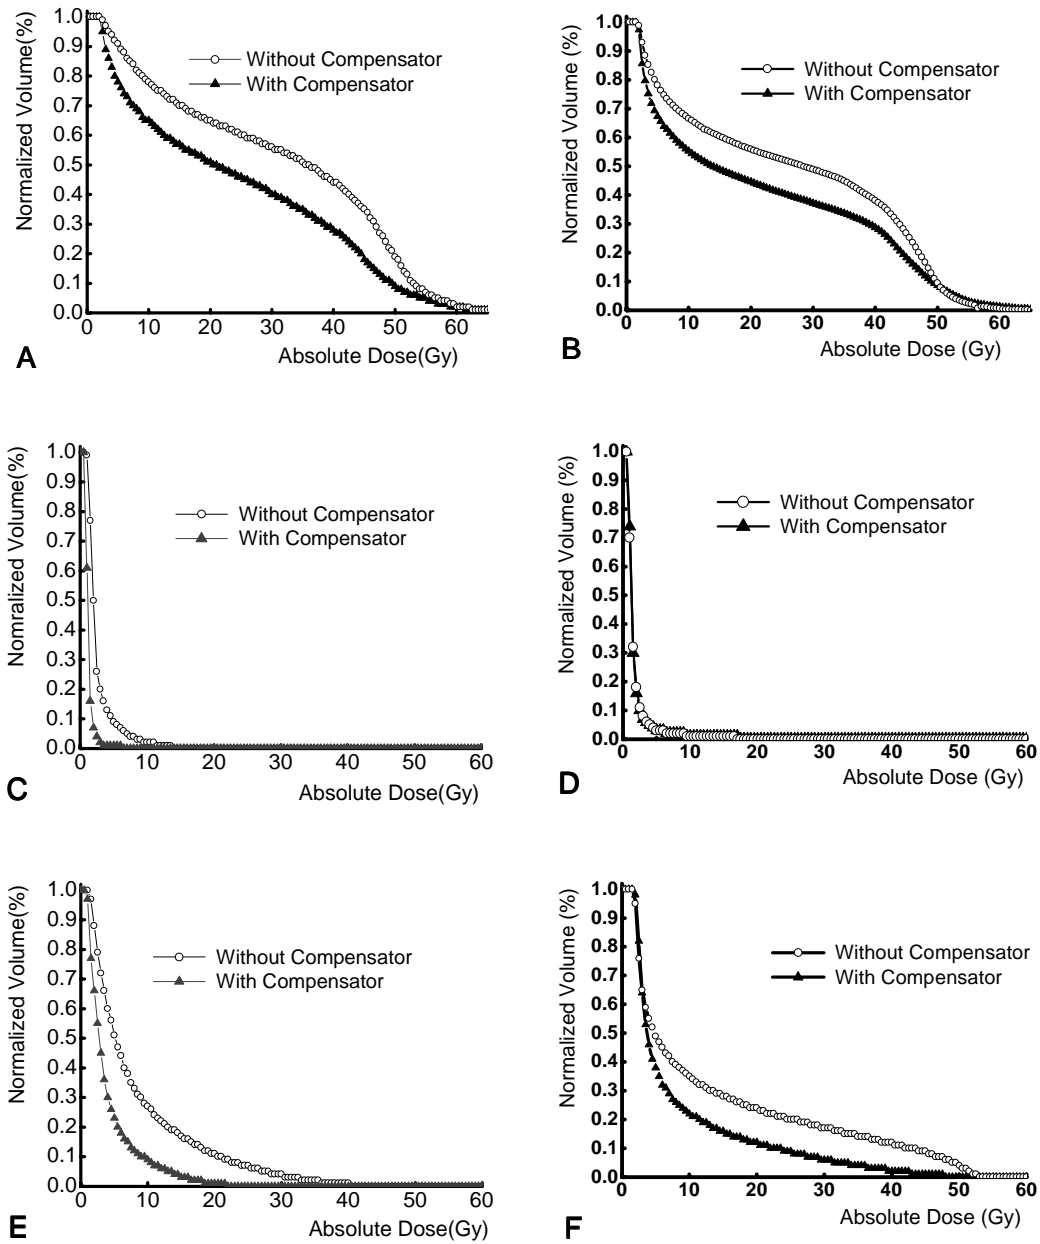 Normalized Volume(%)
1.0
0.9
0.8
0.7
0.6
0.5
0.4
0.3
0.2
0.1
0.0
0 10 20 30 40 50 60
Without Compensator
With Compensator
Absolute Dose(Gy)
A
Normalized Volume (%)
1.0
0.9
0.8
0.7
0.6
0.5
0.4
0.3
0.2
0.1
0.0
0 10 20 30 40 50 60
Without Compensator
With Compensator
Absolute Dose (Gy)
B
Nomralized Volume(%)
1.0
0.9
0.8
0.7
0.6
0.5
0.4
0.3
0.2
0.1
0.0
0 10 20 30 40 50 60
Without Compensator
With Compensator
Absolute Dose(Gy)
C
Normalized Volume (%)
1.0
0.9
0.8
0.7
0.6
0.5
0.4
0.3
0.2
0.1
0.0
0 10 20 30 40 50 60
Without Compensator
With Compensator
Absolute Dose (Gy)
D
Normalized Volume(%)
1.0
0.9
0.8
0.7
0.6
0.5
0.4
0.3
0.2
0.1
0.0
0 10 20 30 40 50 60
Without Compensator
With Compensator
Absolute Dose(Gy)
E
Normalized Volume (%)
1.0
0.9
0.8
0.7
0.6
0.5
0.4
0.3
0.2
0.1
0.0
0 10 20 30 40 50 60
Without Compensator
With Compensator
Absolute Dose (Gy)
F